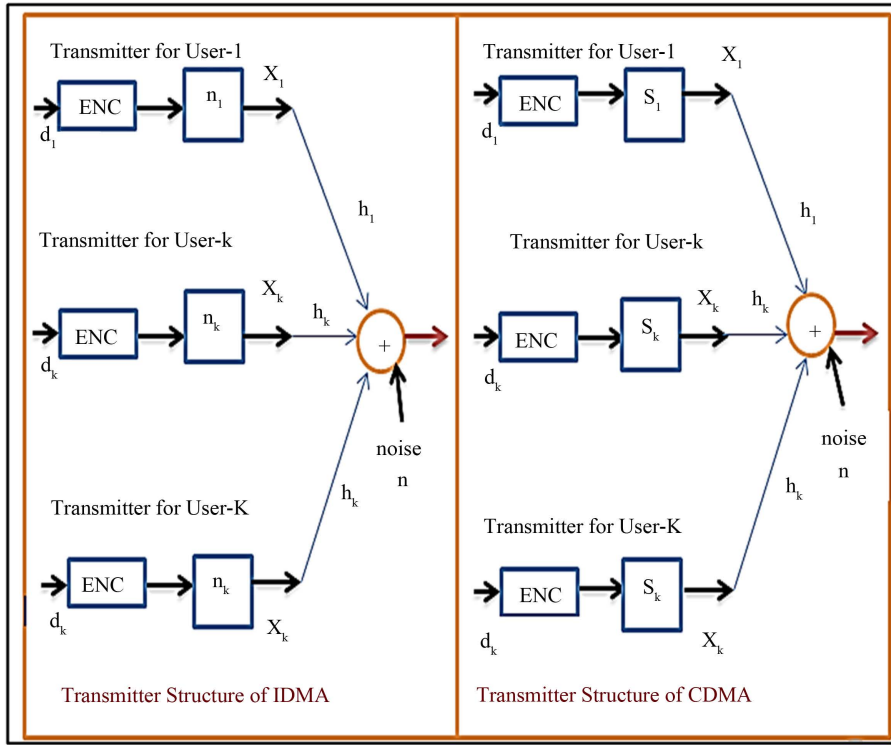 Transmitter for User-1
X₁
ENC
n₁
d₁
h₁
Transmitter for User-k
Xₖ
ENC
nₖ
hₖ
+
dₖ
noise
n
Transmitter for User-K
hₖ
ENC
nₖ
dₖ
Xₖ
Transmitter Structure of IDMA
Transmitter for User-1
X₁
ENC
S₁
d₁
h₁
Transmitter for User-k
Xₖ
hₖ
ENC
Sₖ
+
dₖ
noise
n
hₖ
Transmitter for User-K
ENC
Sₖ
dₖ
Xₖ
Transmitter Structure of CDMA